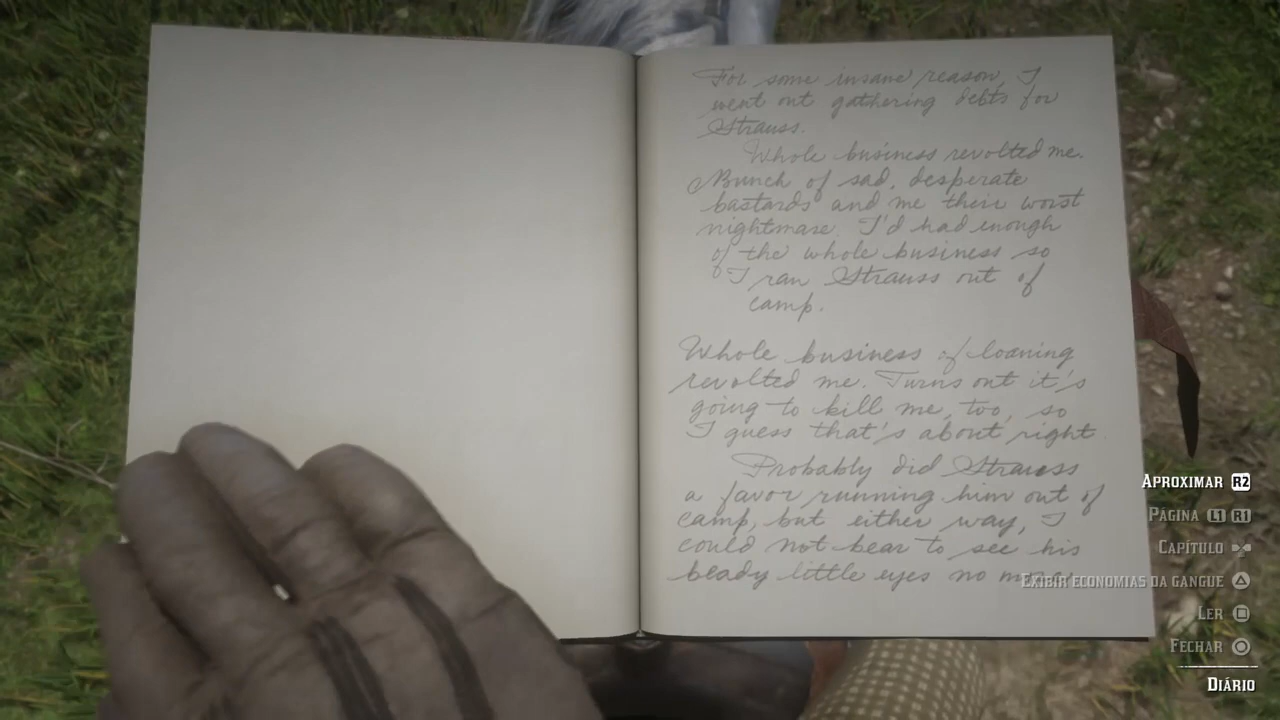 For some insane reason, I
went out gathering debts for
Strauss.
Whole business revolted me.
Bunch of sad, desperate
bastards and me their worst
nightmare. I'd had enough
of the whole business so
I ran Strauss out of
camp.
Whole business of loaning
revolted me. Turns out it's
going to kill me, too, so
I guess that's about right.
Probably did Strauss
a favor running him out of
camp, but either way, I
could not bear to see his
beady little eyes no more.
APROXIMAR R2
PÁGINA L1 R1
CAPÍTULO
EXIBIR ECONOMIAS DA GANGUE
LER
FECHAR
DIÁRIO